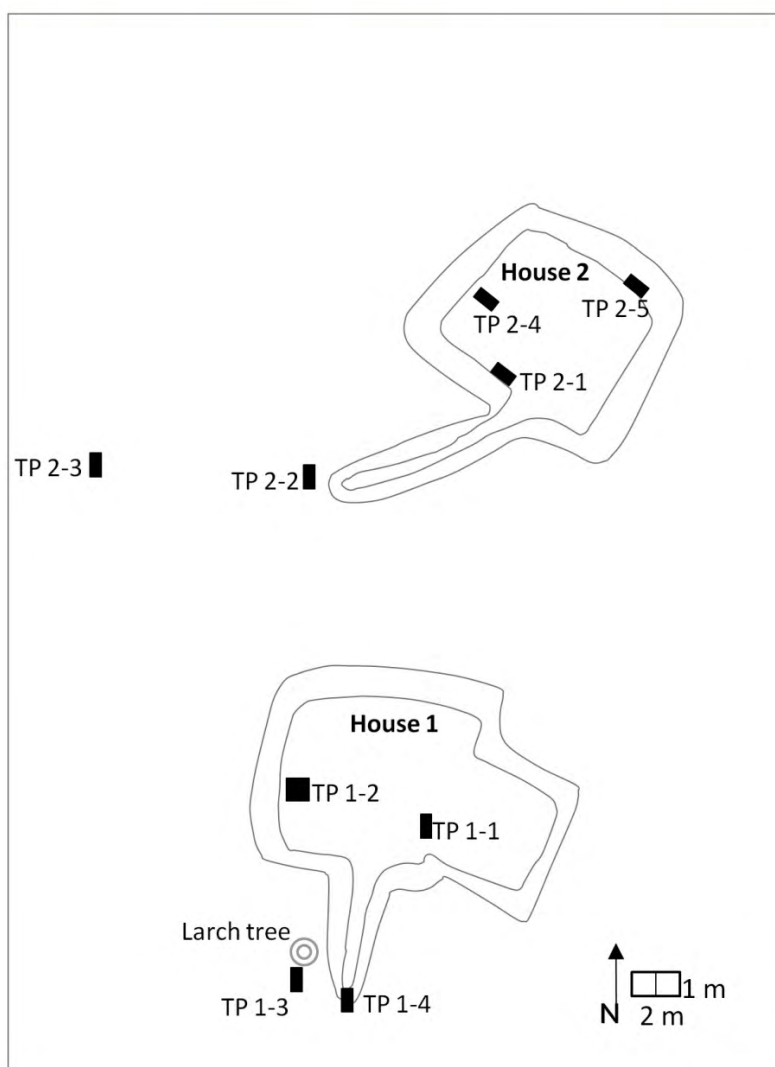 House 2
TP 2-4
TP 2-5
TP 2-1
TP 2-3
TP 2-2
House 1
TP 1-2
TP 1-1
Larch tree
TP 1-3
TP 1-4
N
1 m
2 m